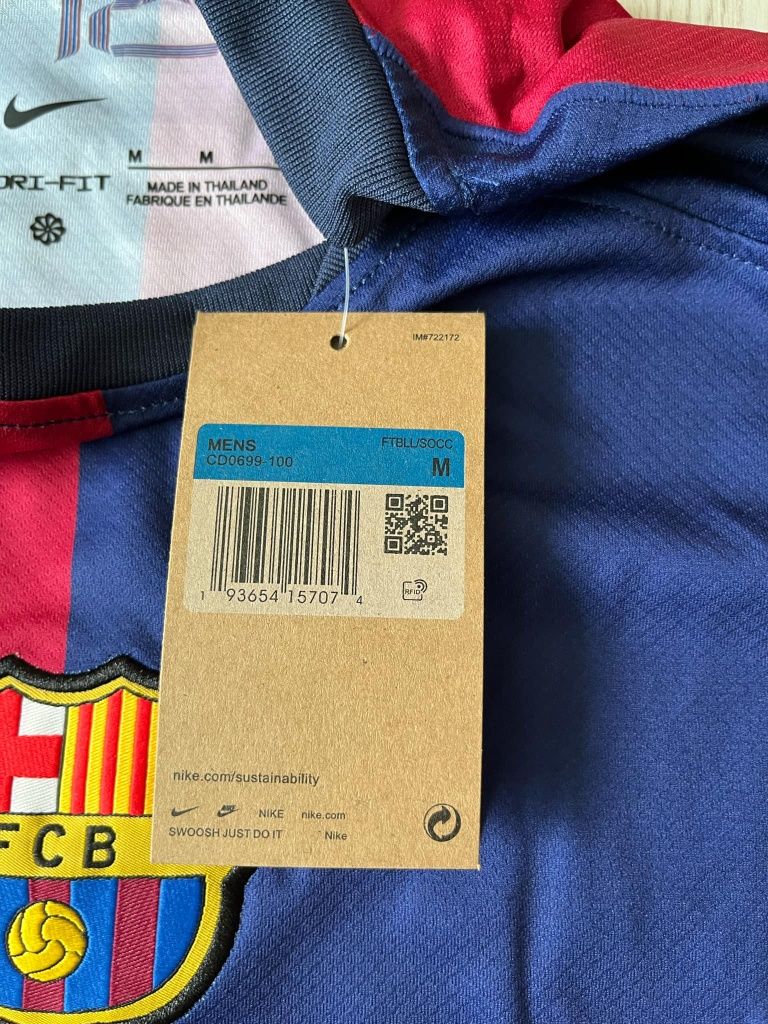 M M
DRI-FIT
MADE IN THAILAND
FABRIQUE EN THAILANDE
IM#722172
MENS FTBLL/SOCC
CD0699-100 M
1 93654 15707 4
RFID
nike.com/sustainability
NIKE nike.com
SWOOSH JUST DO IT Nike
FCB